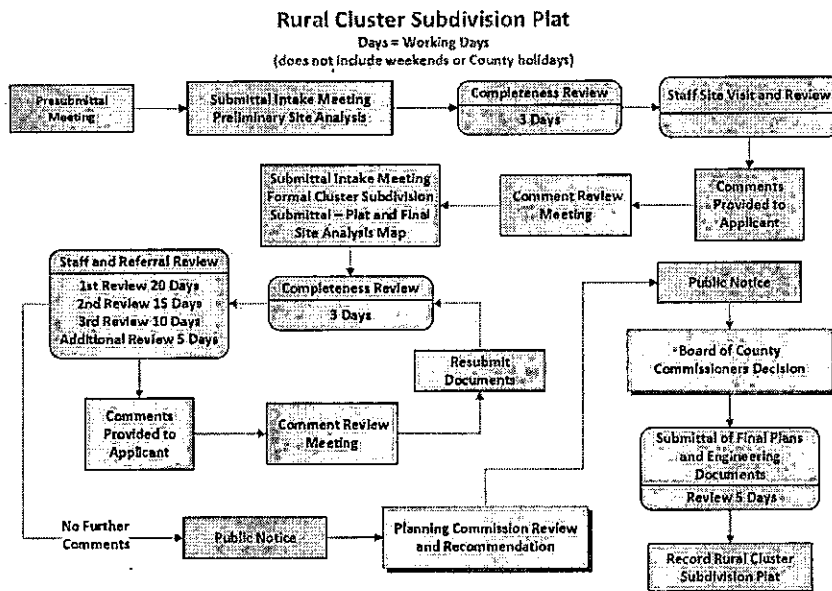 Rural Cluster Subdivision Plat
Days = Working Days
(does not include weekends or County holidays)
Presubmittal
Meeting
Submittal Intake Meeting
Preliminary Site Analysis
Completeness Review
3 Days
Staff Site Visit and Review
Comments
Provided to
Applicant
Comment Review
Meeting
Submittal Intake Meeting
Formal Cluster Subdivision
Submittal – Plat and Final
Site Analysis Map
Completeness Review
3 Days
Staff and Referral Review
1st Review 20 Days
2nd Review 15 Days
3rd Review 10 Days
Additional Review 5 Days
Comments
Provided to
Applicant
Comment Review
Meeting
Resubmit
Documents
No Further
Comments
Public Notice
Planning Commission Review
and Recommendation
Public Notice
Board of County
Commissioners Decision
Submittal of Final Plans
and Engineering
Documents
Review 5 Days
Record Rural Cluster
Subdivision Plat